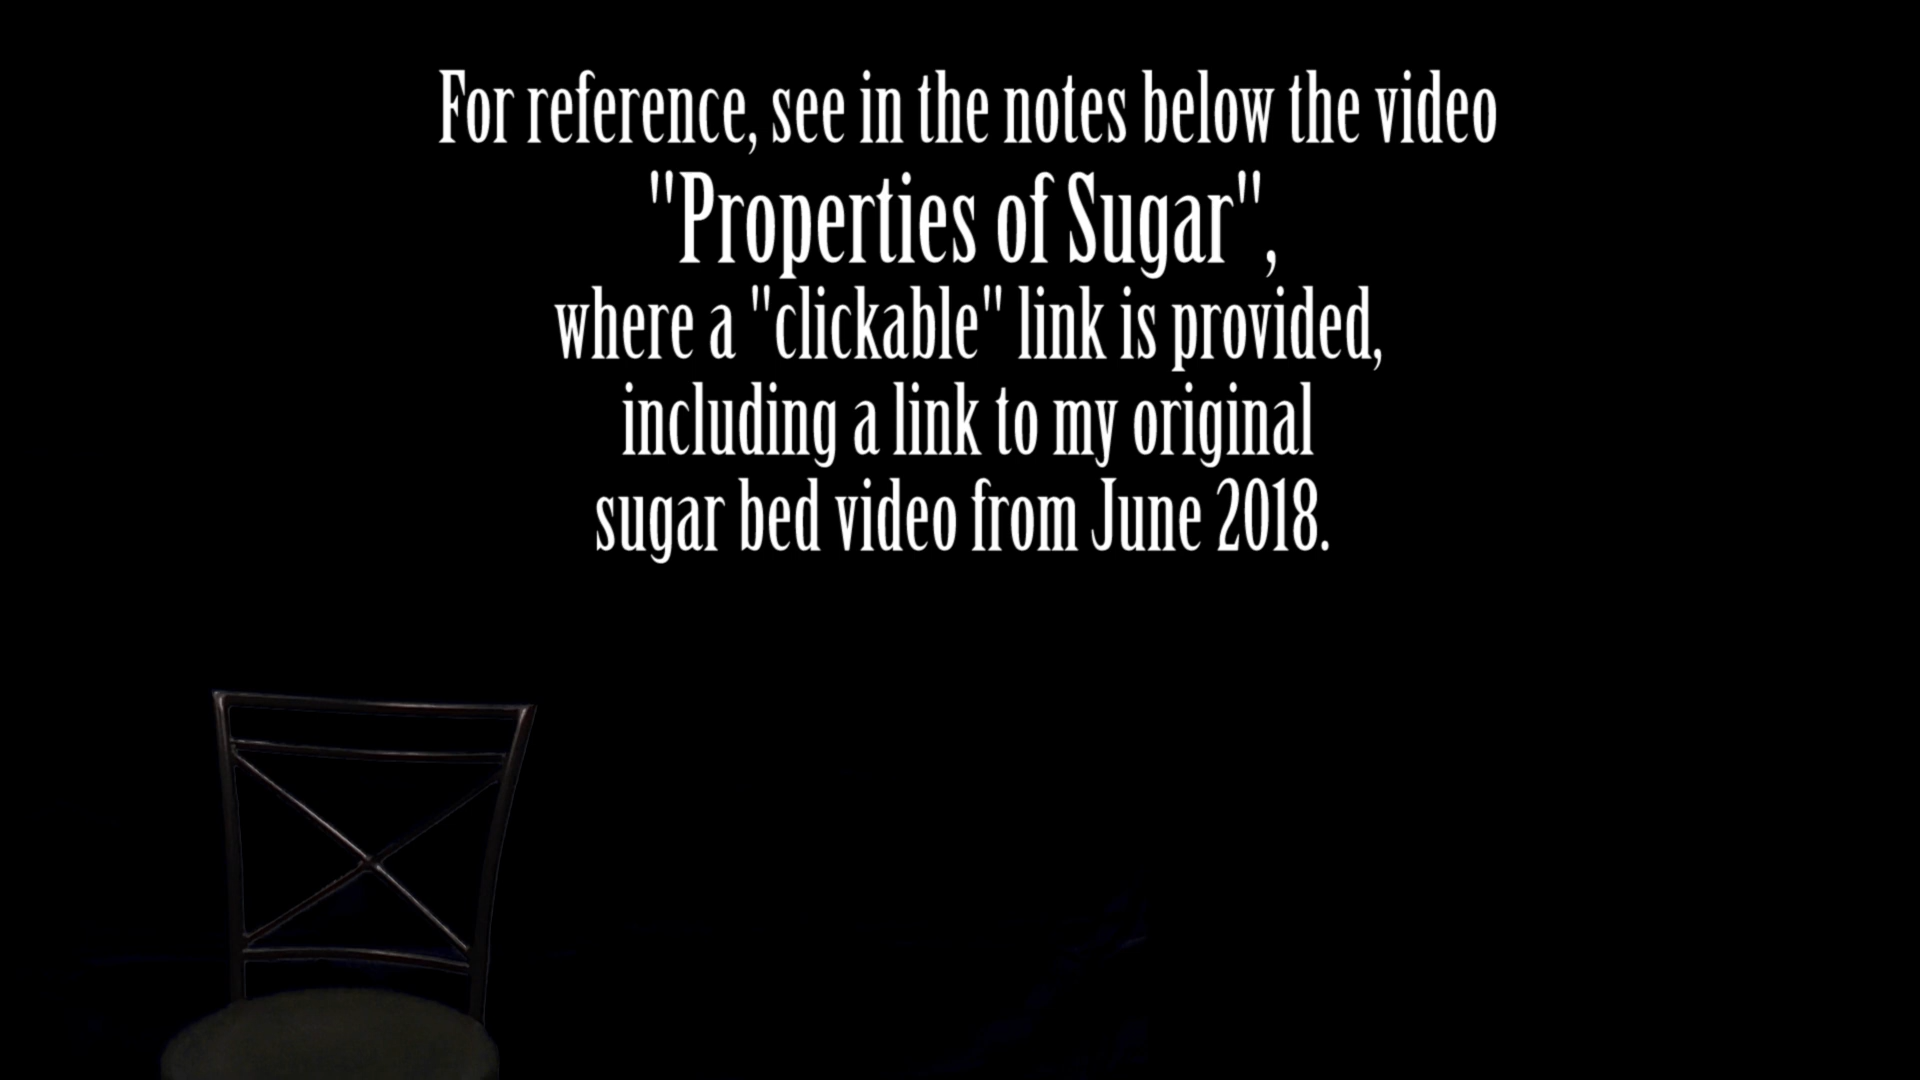 For reference, see in the notes below the video
"Properties of Sugar",
where a "clickable" link is provided,
including a link to my original
sugar bed video from June 2018.